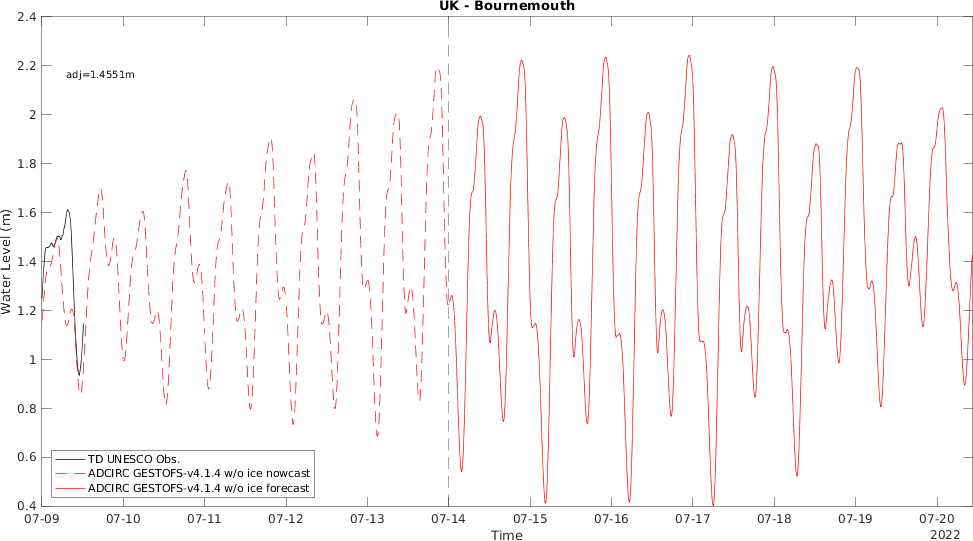 UK - Bournemouth
2.4
2.2
2
1.8
1.6
1.4
1.2
1
0.8
0.6
0.4
Water Level (m)
adj=1.4551m
TD UNESCO Obs.
ADCIRC GESTOFS-v4.1.4 w/o ice nowcast
ADCIRC GESTOFS-v4.1.4 w/o ice forecast
07-09 07-10 07-11 07-12 07-13 07-14 07-15 07-16 07-17 07-18 07-19 07-20
Time
2022